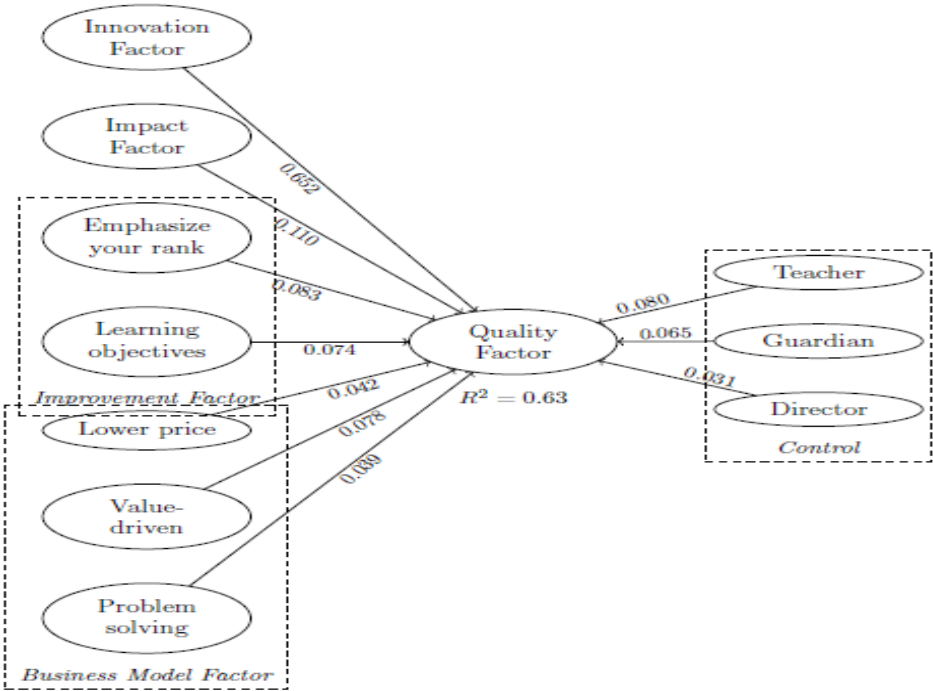 Innovation
Factor
Impact
Factor
Emphasize
your rank
Learning
objectives
Improvement Factor
Lower price
Value-
driven
Problem
solving
Business Model Factor
0.652
0.110
0.083
0.074
0.042
0.078
0.039
Quality
Factor
R² = 0.63
0.080
0.065
0.031
Teacher
Guardian
Director
Control